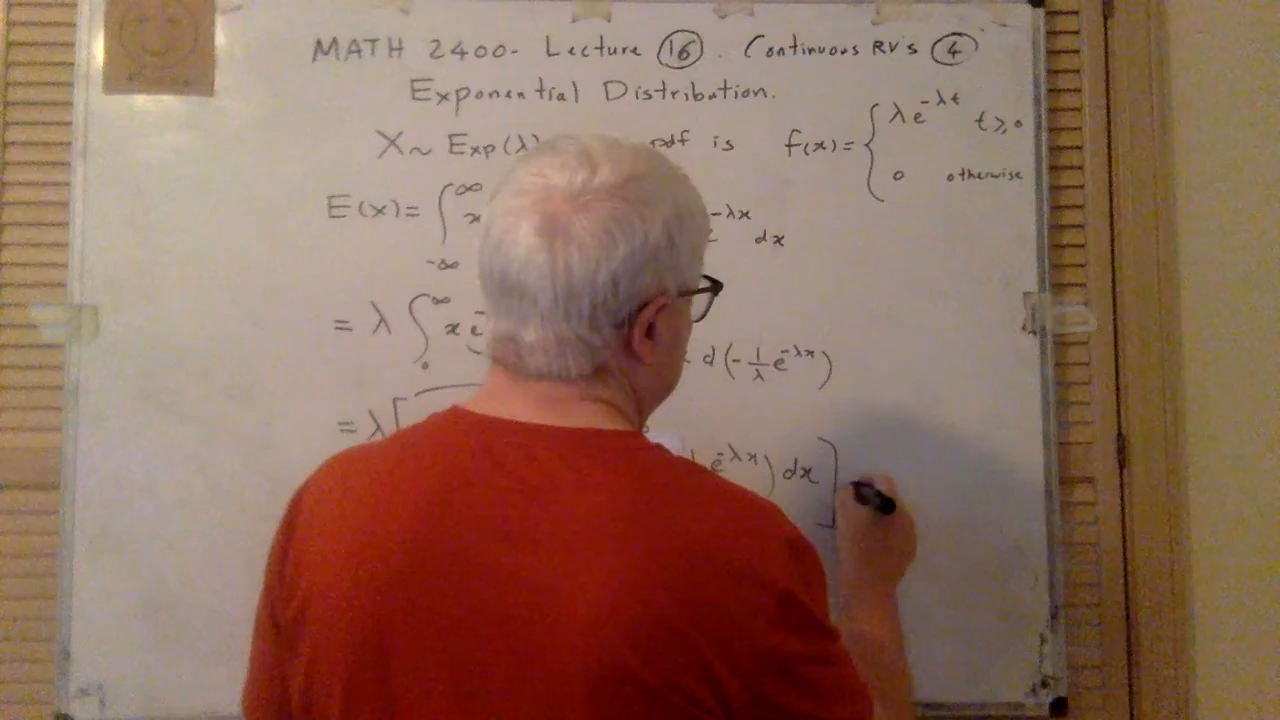 MATH 2400- Lecture 16. Continuous RV's 4
Exponential Distribution.
X ~ Exp(λ) pdf is f(x) = { λe^{-λt} t ≥ 0
0 otherwise
E(x) = ∫_{-∞}^{∞} x e^{-λx} dx
= λ ∫_0^∞ x e^- d(-1/λ e^{-λx})
= λ[ e^{-λx}) dx ]